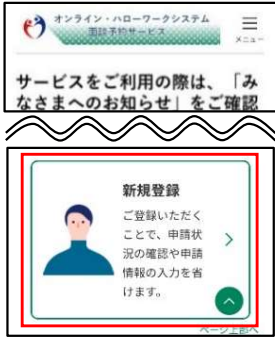 オンライン・ハローワークシステム
面談予約サービス
メニュー
サービスをご利用の際は、「み
なさまへのお知らせ」をご確認
新規登録
ご登録いただく
ことで、申請状
況の確認や申請
情報の入力を省
けます。
ページ上部へ